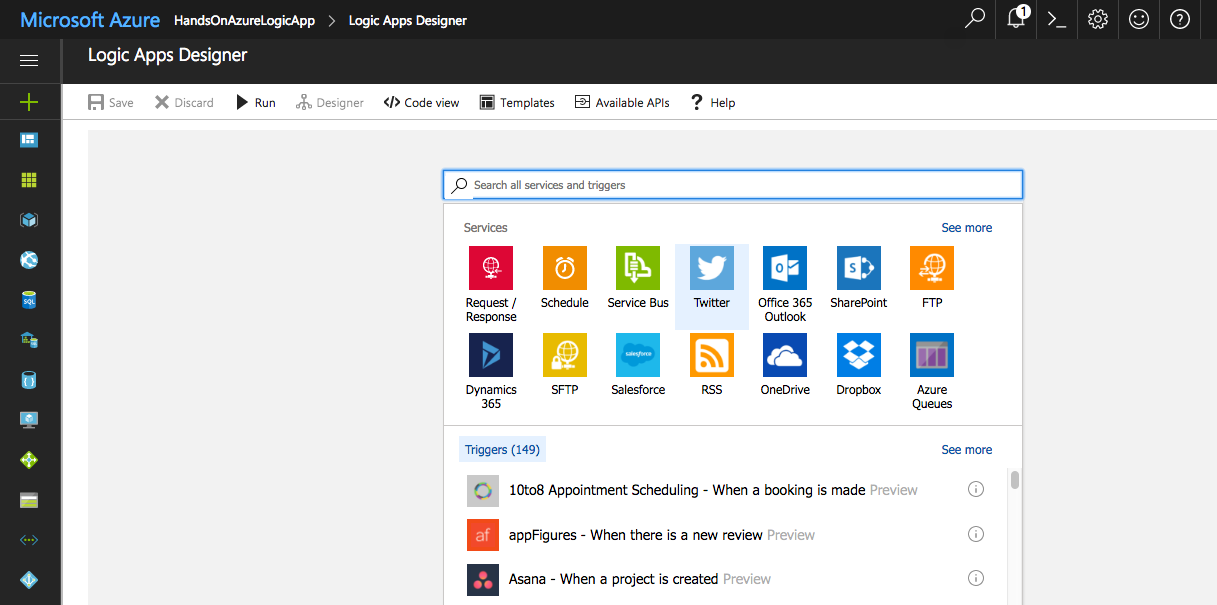 Microsoft Azure HandsOnAzureLogicApp Logic Apps Designer 1
Logic Apps Designer
Save Discard Run Designer </> Code view Templates Available APIs ? Help
Search all services and triggers
Services See more
Request / Response
Schedule
Service Bus
Twitter
Office 365 Outlook
SharePoint
FTP
Dynamics 365
SFTP
salesforce
Salesforce
RSS
OneDrive
Dropbox
Azure Queues
SQL
Triggers (149) See more
10to8 Appointment Scheduling - When a booking is made Preview
af appFigures - When there is a new review Preview
Asana - When a project is created Preview